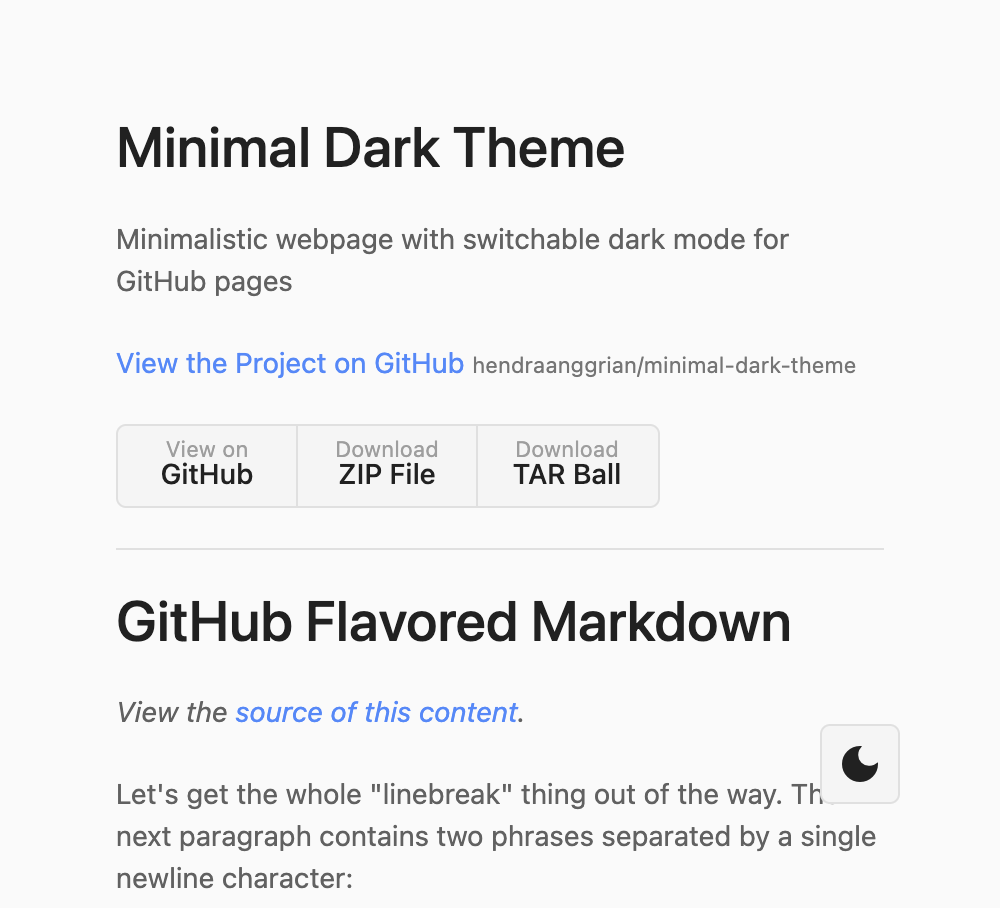 Minimal Dark Theme
Minimalistic webpage with switchable dark mode for
GitHub pages
View the Project on GitHub hendraanggrian/minimal-dark-theme
View on
GitHub
Download
ZIP File
Download
TAR Ball
GitHub Flavored Markdown
View the source of this content.
Let's get the whole "linebreak" thing out of the way.
next paragraph contains two phrases separated by a single
newline character: